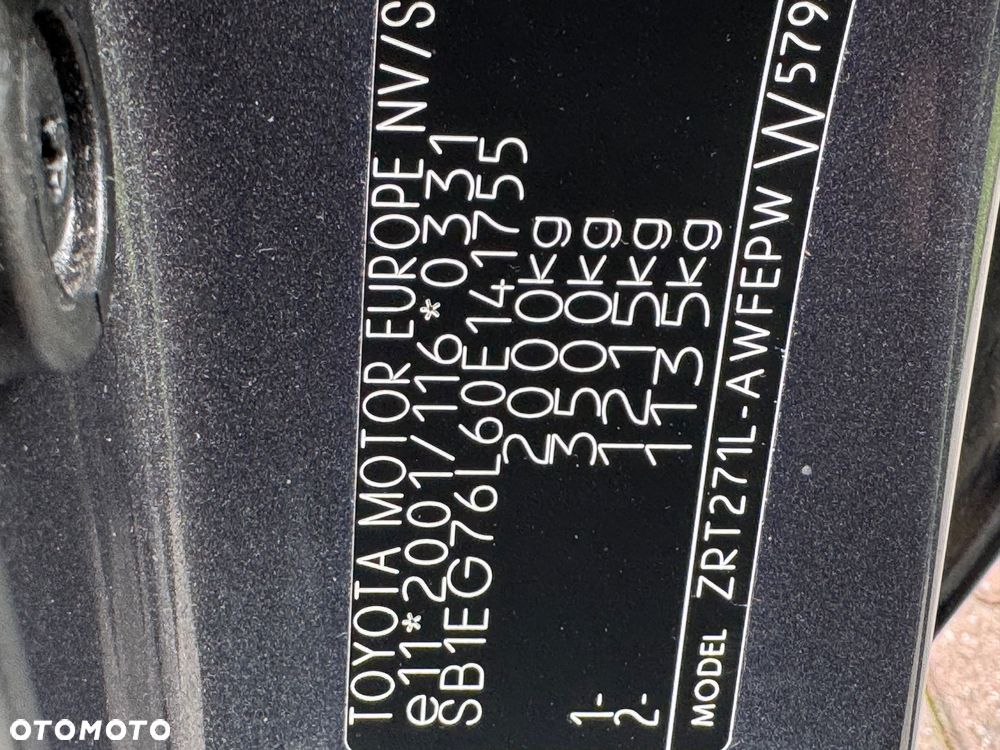 TOYOTA MOTOR EUROPE NV/S
e11*2001/116*0331
SB1EG76L60E141755
2000kg
3500kg
1- 1215kg
2- 1135kg
MODEL ZRT271L-AWFEPW W579
OTOMOTO